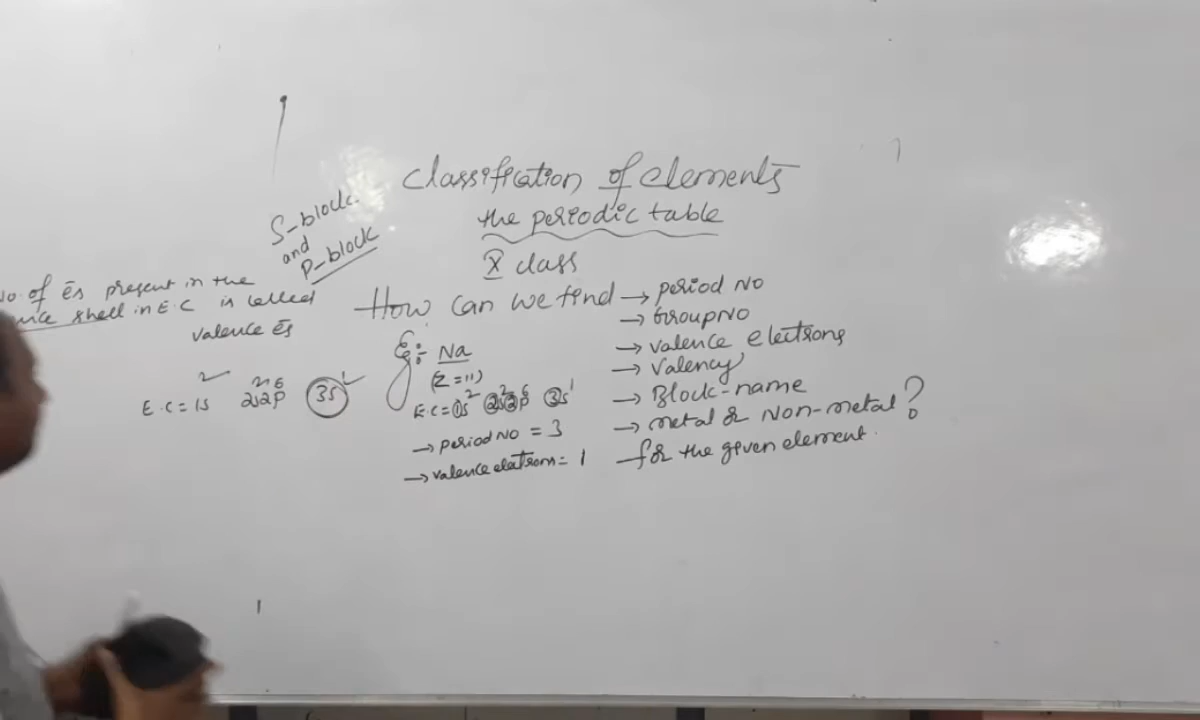 classification of elements
the periodic table
X class
S-block
and
P-block
No of ēs present in the
shell in E.C is called
valence ēs
E.C = 1s² 2s² 2p⁶ 3s¹
How can we find → period No
→ Group No
→ valence electrons
→ valency
→ Block-name
→ metal or Non-metal?
for the given element.
Eg:- Na
(Z = 11)
E.C = 1s² 2s² 2p⁶ 3s¹
→ period No = 3
→ valence electrons = 1